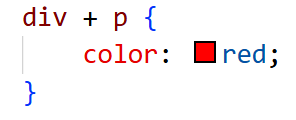 div + p {
    color: red;
}